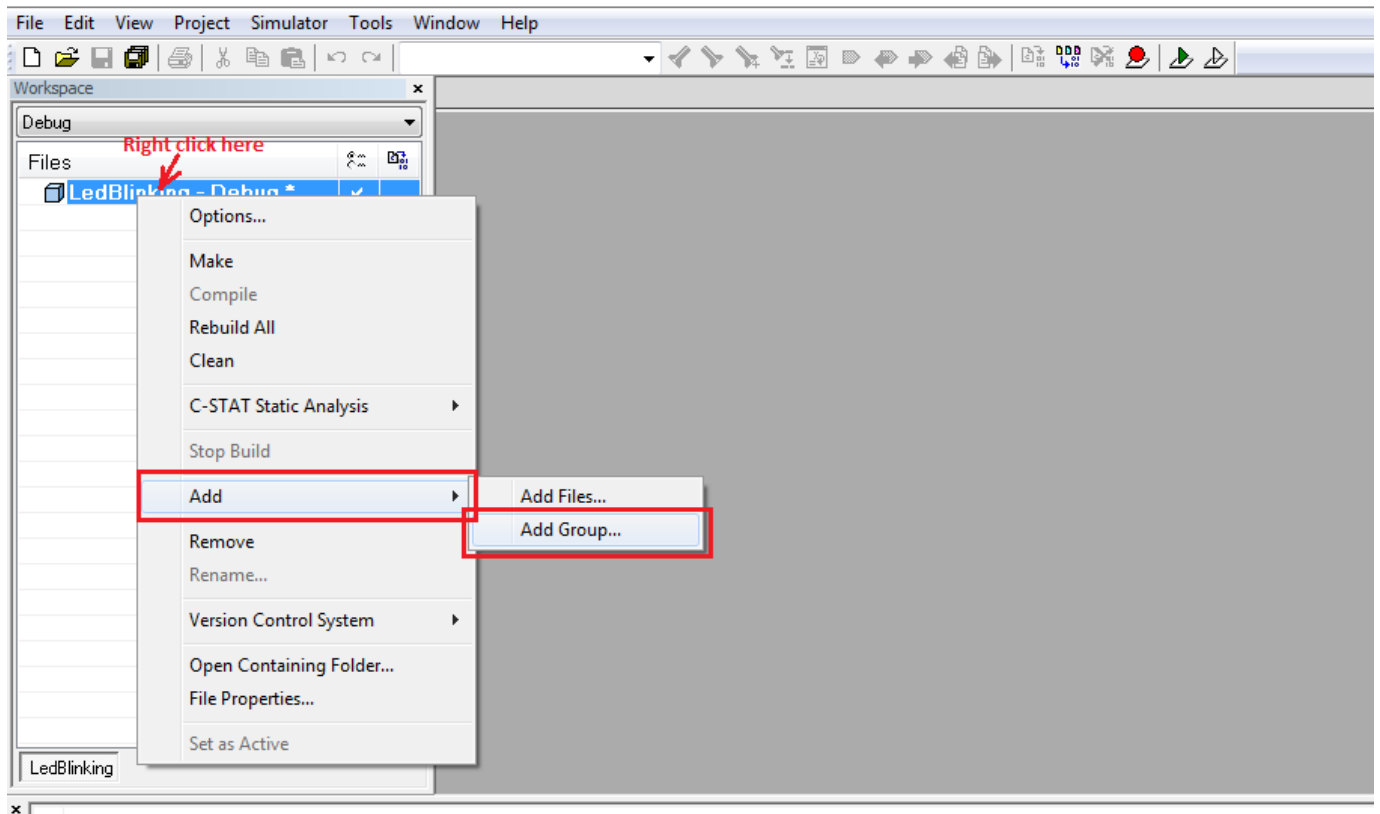 File Edit View Project Simulator Tools Window Help
Workspace
Debug
Right click here
Files
LedBlinking - Debug *
Options...
Make
Compile
Rebuild All
Clean
C-STAT Static Analysis
Stop Build
Add
Add Files...
Add Group...
Remove
Rename...
Version Control System
Open Containing Folder...
File Properties...
Set as Active
LedBlinking